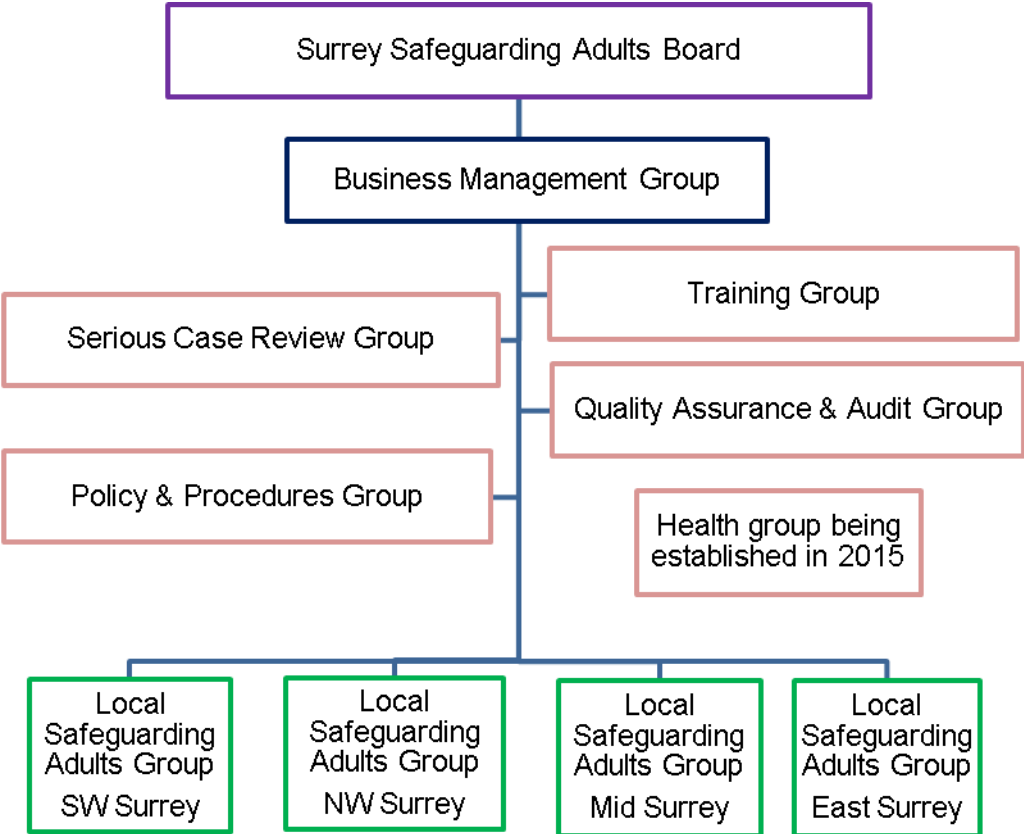 Surrey Safeguarding Adults Board
Business Management Group
Training Group
Serious Case Review Group
Quality Assurance & Audit Group
Policy & Procedures Group
Health group being
established in 2015
Local
Safeguarding
Adults Group
SW Surrey
Local
Safeguarding
Adults Group
NW Surrey
Local
Safeguarding
Adults Group
Mid Surrey
Local
Safeguarding
Adults Group
East Surrey